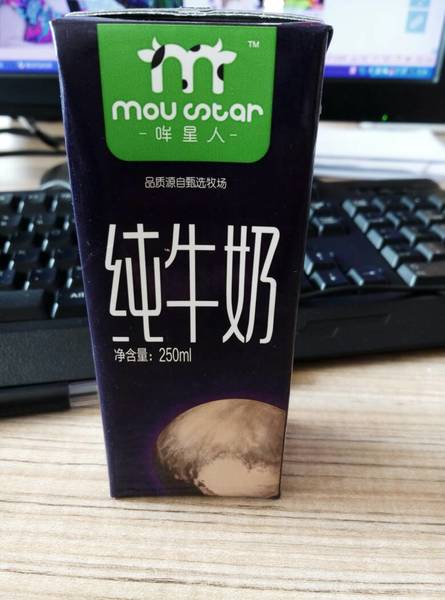 TM
mou star
-哞星人-
品质源自甄选牧场
纯牛奶
净含量：250ml